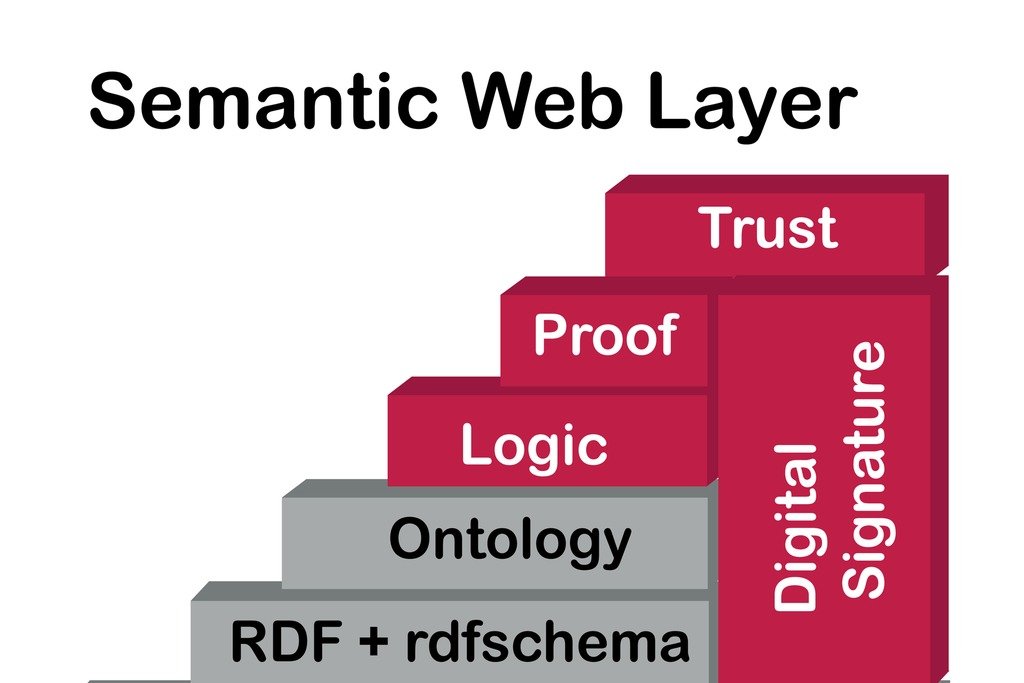 Semantic Web Layer
Trust
Proof
Logic
Ontology
RDF + rdfschema
Digital
Signature